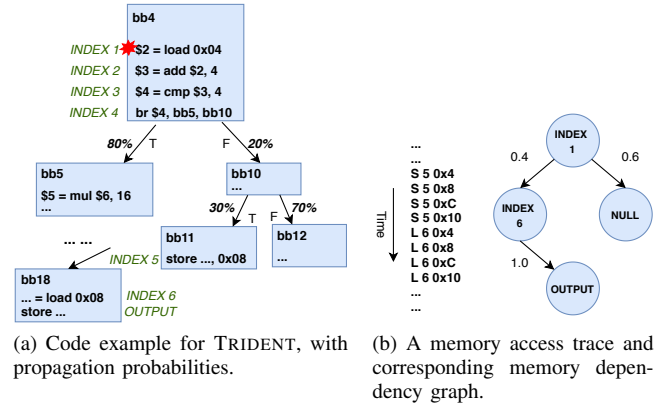 bb4
INDEX 1
$2 = load 0x04
INDEX 2
$3 = add $2, 4
INDEX 3
$4 = cmp $3, 4
INDEX 4
br $4, bb5, bb10
80%
T
F
20%
bb5
$5 = mul $6, 16
...
bb10
...
30%
T
F
70%
bb11
store ..., 0x08
bb12
...
... ...
INDEX 5
bb18
... = load 0x08
INDEX 6
store ...
OUTPUT
(a) Code example for TRIDENT, with
propagation probabilities.
Time
...
...
S 5 0x4
S 5 0x8
S 5 0xC
S 5 0x10
L 6 0x4
L 6 0x8
L 6 0xC
L 6 0x10
...
...
INDEX
1
0.4
0.6
INDEX
6
NULL
1.0
OUTPUT
(b) A memory access trace and
corresponding memory depen-
dency graph.